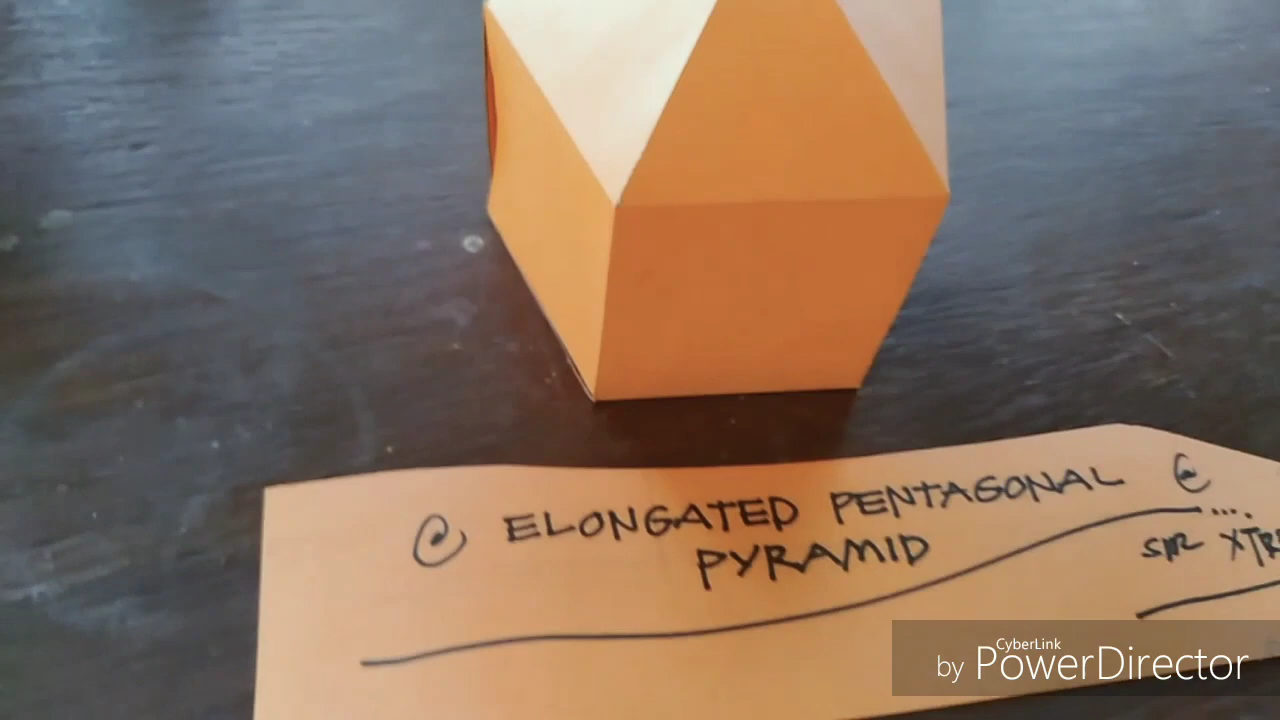 @ ELONGATED PENTAGONAL @
PYRAMID
....
CyberLink
by PowerDirector